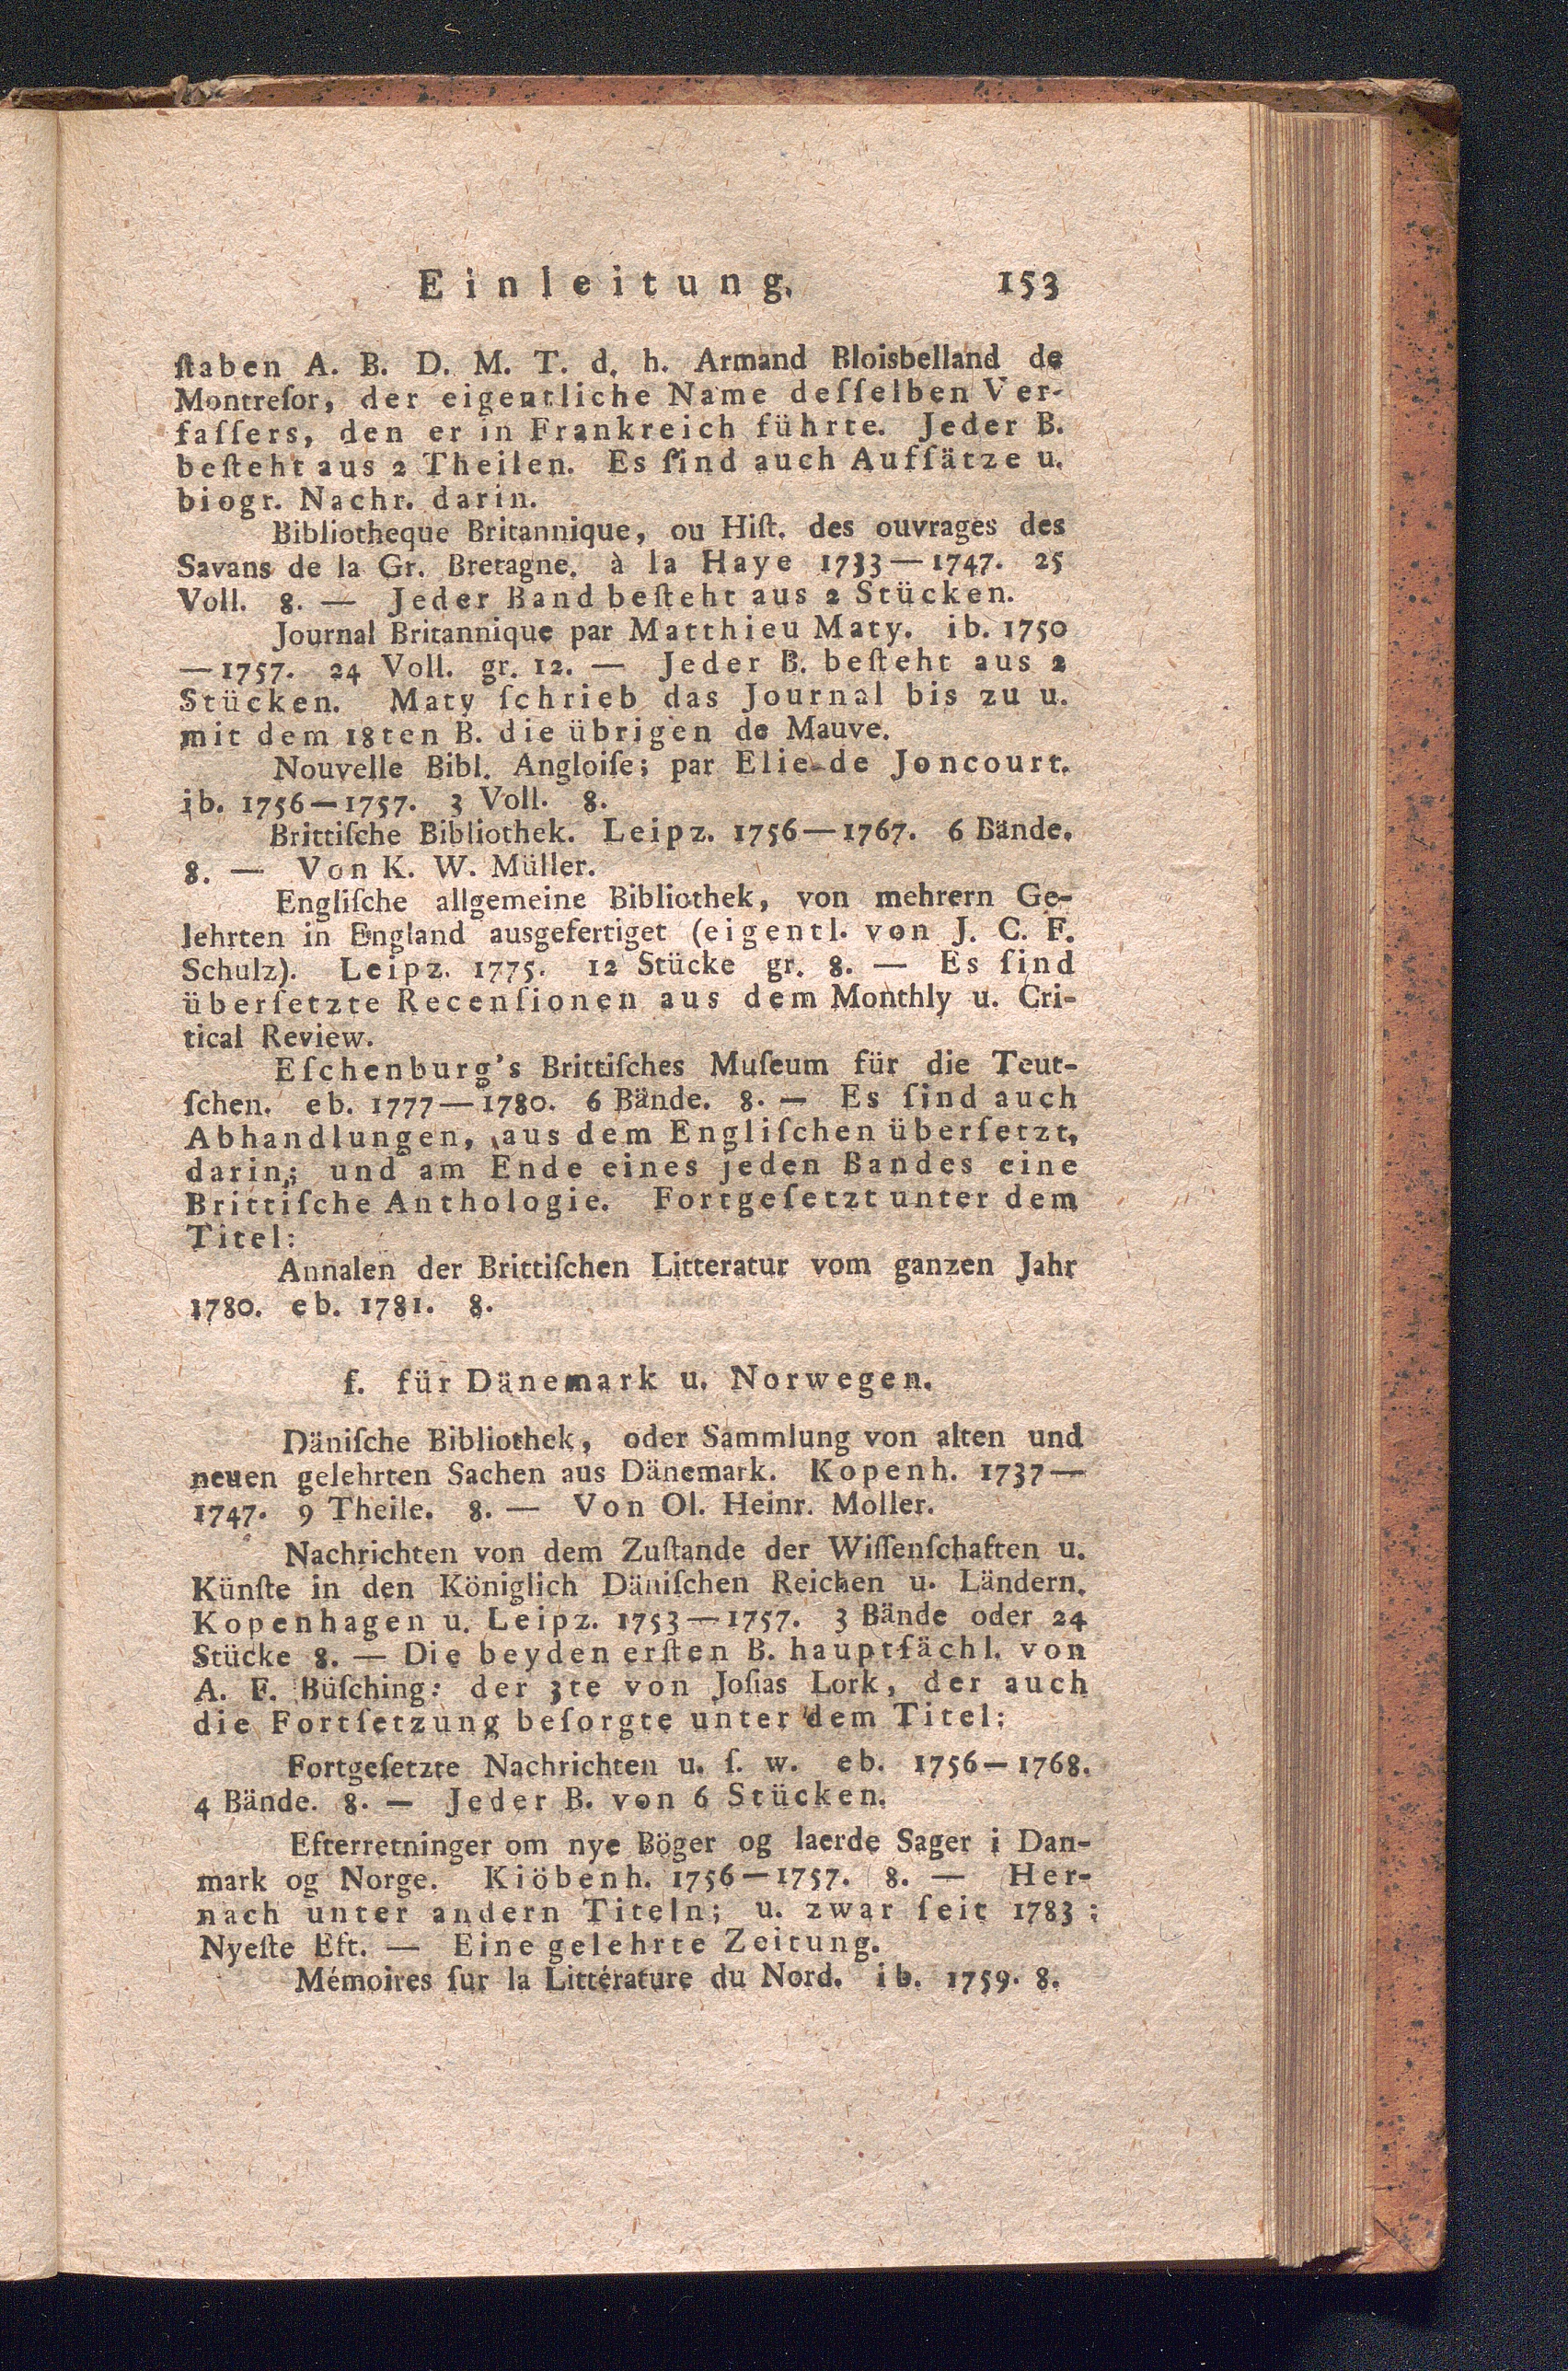 Einleitung. 153
ſtaben A. B. D. M. T. d. h. Armand Bloisbelland de
Montreſor, der eigentliche Name deſſelben Ver-
faſſers, den er in Frankreich führte. Jeder B.
beſteht aus 2 Theilen. Es ſind auch Aufſätze u.
biogr. Nachr. darin.
Bibliotheque Britannique, ou Hiſt. des ouvrages des
Savans de la Gr. Bretagne. à la Haye 1733—1747. 25
Voll. 8. — Jeder Band beſteht aus 2 Stücken.
Journal Britannique par Matthieu Maty. ib. 1750
—1757. 24 Voll. gr. 12. — Jeder B. beſteht aus 2
Stücken. Maty ſchrieb das Journal bis zu u.
mit dem 18ten B. die übrigen de Mauve.
Nouvelle Bibl. Angloiſe; par Elie de Joncourt.
ib. 1756—1757. 3 Voll. 8.
Brittiſche Bibliothek. Leipz. 1756—1767. 6 Bände.
8. — Von K. W. Müller.
Engliſche allgemeine Bibliothek, von mehrern Ge-
lehrten in England ausgefertiget (eigentl. von J. C. F.
Schulz). Leipz. 1775. 12 Stücke gr. 8. — Es ſind
überſetzte Recenſionen aus dem Monthly u. Cri-
tical Review.
Eſchenburg's Brittiſches Muſeum für die Teut-
ſchen. eb. 1777—1780. 6 Bände. 8. — Es ſind auch
Abhandlungen, aus dem Engliſchen überſetzt,
darin; und am Ende eines jeden Bandes eine
Brittiſche Anthologie. Fortgeſetzt unter dem
Titel:
Annalen der Brittiſchen Litteratur vom ganzen Jahr
1780. eb. 1781. 8.
f. für Dänemark u. Norwegen.
Däniſche Bibliothek, oder Sammlung von alten und
neuen gelehrten Sachen aus Dänemark. Kopenh. 1737—
1747. 9 Theile. 8. — Von Ol. Heinr. Moller.
Nachrichten von dem Zuſtande der Wiſſenſchaften u.
Künſte in den Königlich Däniſchen Reichen u. Ländern.
Kopenhagen u. Leipz. 1753—1757. 3 Bände oder 24
Stücke 8. — Die beyden erſten B. hauptſächl. von
A. F. Büſching: der 3te von Joſias Lork, der auch
die Fortſetzung beſorgte unter dem Titel:
Fortgeſetzte Nachrichten u. ſ. w. eb. 1756—1768.
4 Bände. 8. — Jeder B. von 6 Stücken.
Efterretninger om nye Böger og laerde Sager i Dan-
mark og Norge. Kiöbenh. 1756—1757. 8. — Her-
nach unter andern Titeln; u. zwar ſeit 1783:
Nyeſte Eft. — Eine gelehrte Zeitung.
Mémoires ſur la Littérature du Nord. ib. 1759. 8.